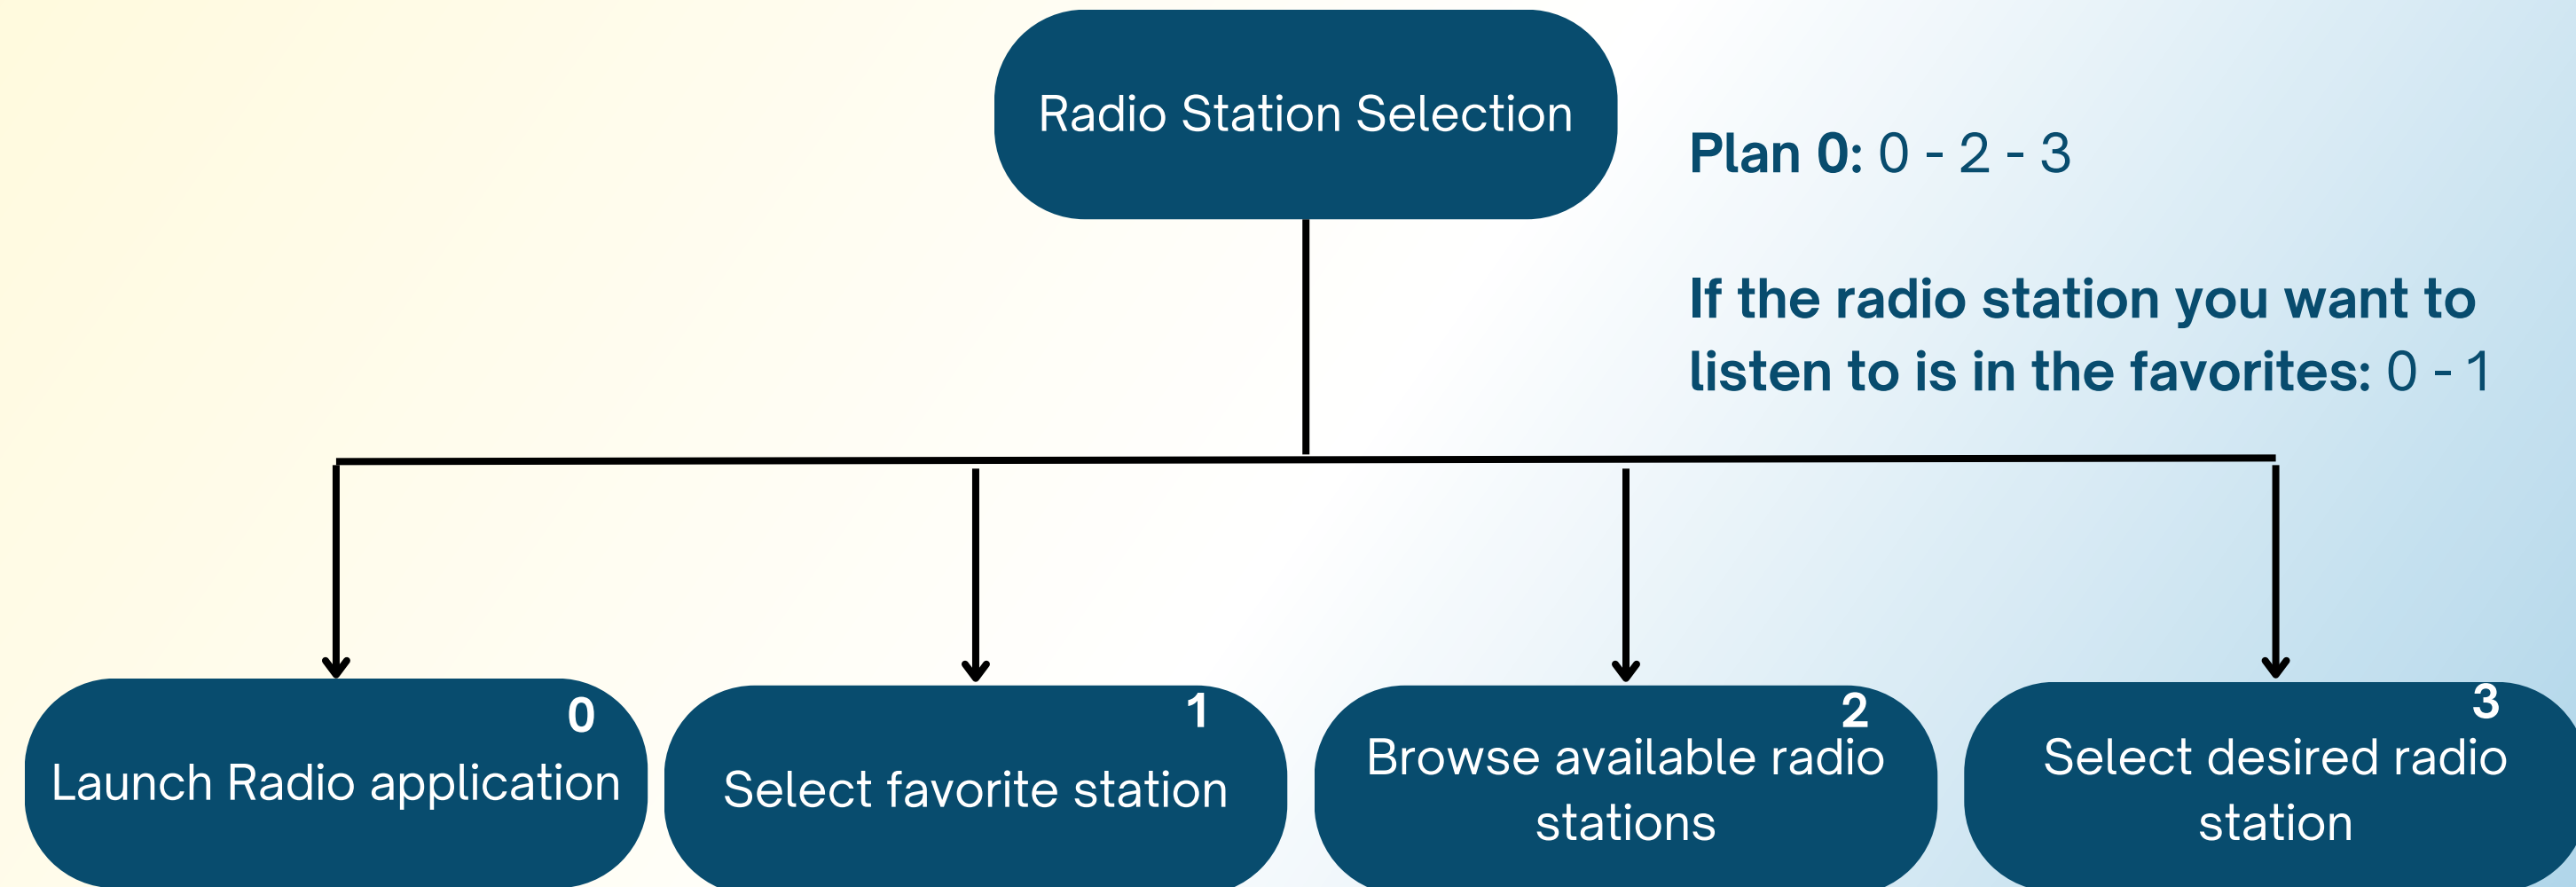 Radio Station Selection
Plan 0: 0 - 2 - 3
If the radio station you want to
listen to is in the favorites: 0 - 1
0
Launch Radio application
1
Select favorite station
2
Browse available radio
stations
3
Select desired radio
station